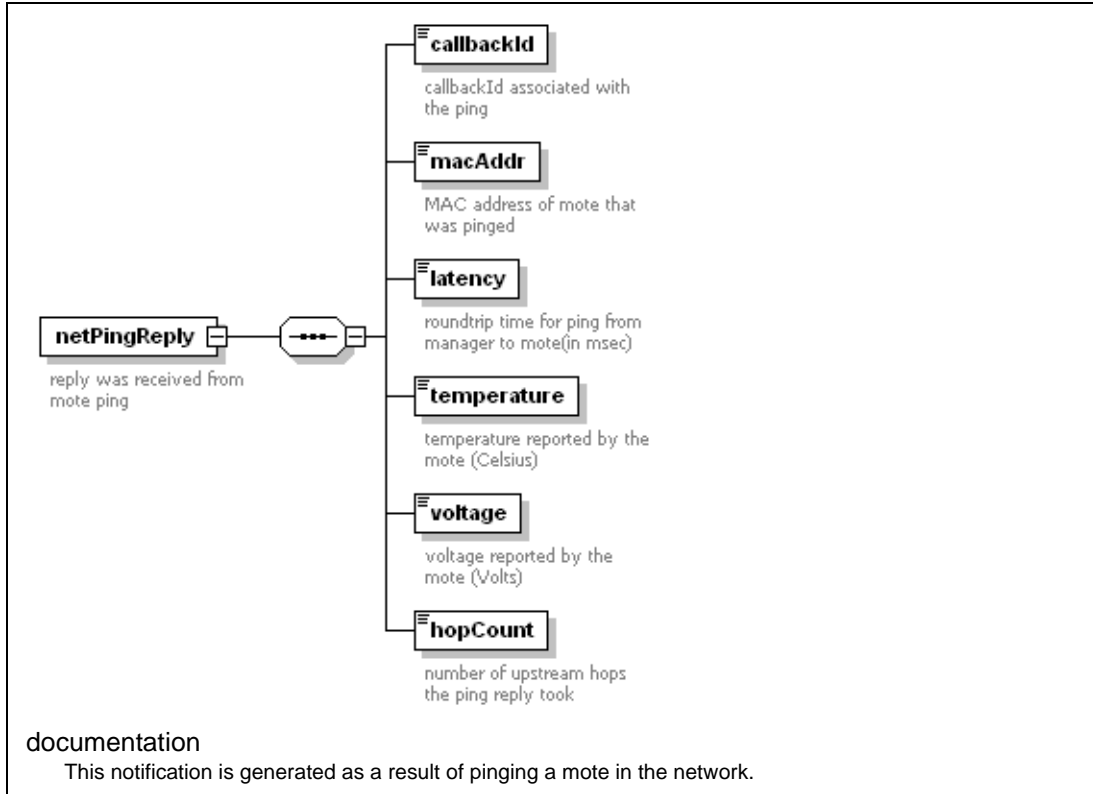 callbackId
callbackId associated with
the ping
macAddr
MAC address of mote that
was pinged
latency
roundtrip time for ping from
manager to mote(in msec)
netPingReply
reply was received from
mote ping
temperature
temperature reported by the
mote (Celsius)
voltage
voltage reported by the
mote (Volts)
hopCount
number of upstream hops
the ping reply took
documentation
This notification is generated as a result of pinging a mote in the network.